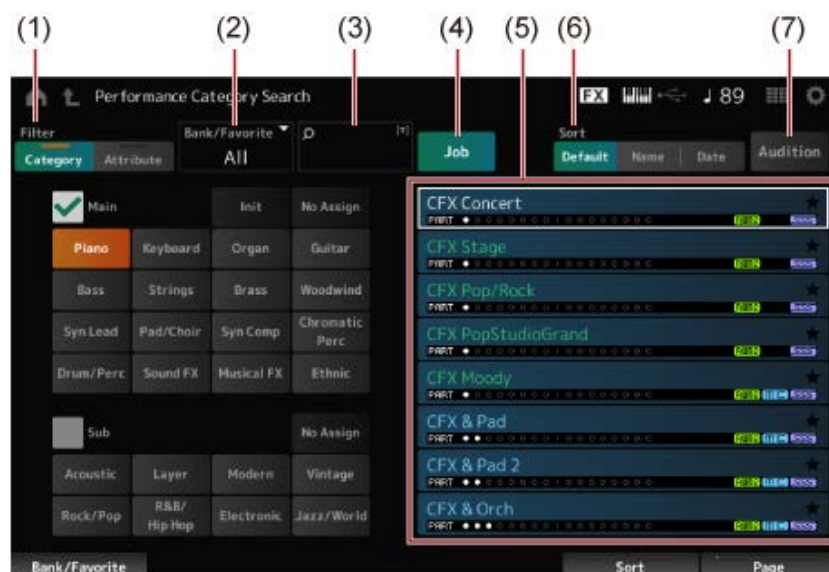 (1) (2) (3) (4) (5) (6) (7)
Performance Category Search FX 89
Filter
Category Attribute
Bank/Favorite
All
Job
Sort
Default Name Date
Audition
Main Init No Assign
Piano Keyboard Organ Guitar
Bass Strings Brass Woodwind
Syn Lead Pad/Choir Syn Comp Chromatic
Perc
Drum/Perc Sound FX Musical FX Ethnic
Sub No Assign
Acoustic Layer Modern Vintage
Rock/Pop R&B/
Hip Hop
Electronic Jazz/World
CFX Concert
PART
CFX Stage
PART
CFX Pop/Rock
PART
CFX PopStudioGrand
PART
CFX Moody
PART
CFX & Pad
PART
CFX & Pad 2
PART
CFX & Orch
PART
Bank/Favorite Sort Page